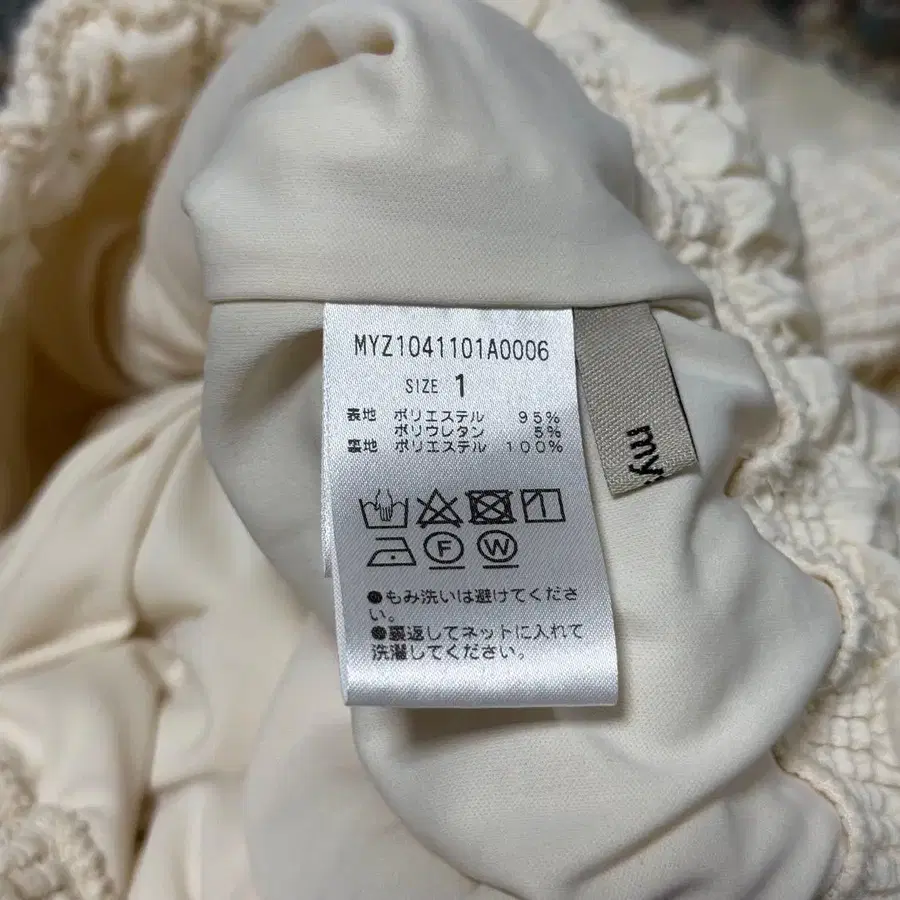 MYZ1041101A0006
SIZE 1
表地 ポリエステル 95%
ポリウレタン 5%
裏地 ポリエステル 100%
F W
●もみ洗いは避けてくださ
い。
●裏返してネットに入れて
洗濯してください。
my